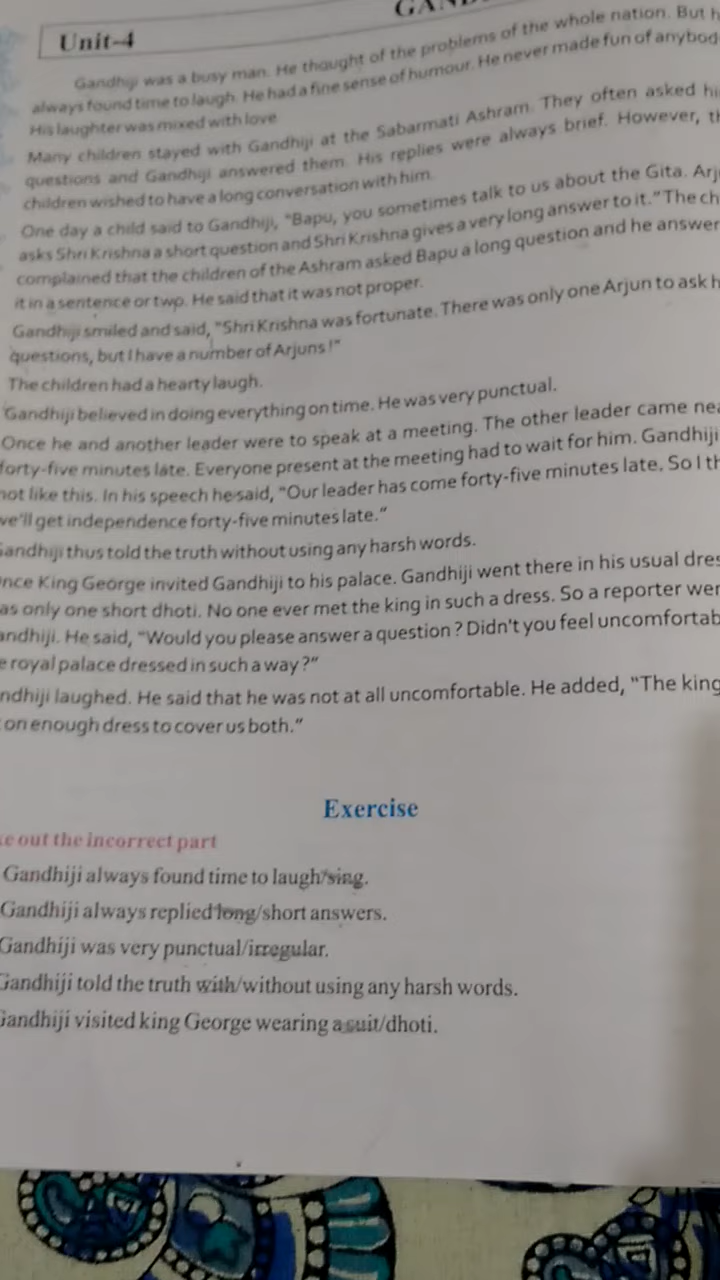 Unit-4
Gandhiji was a busy man. He thought of the problems of the whole nation. But
always found time to laugh. He had a fine sense of humour. He never made fun of
His laughter was mixed with love
Many children stayed with Gandhiji at the Sabarmati Ashram. They often asked
questions and Gandhiji answered them. His replies were always brief. However,
children wished to have a long conversation with him.
One day a child said to Gandhiji, "Bapu, you sometimes talk to us about the Gita.
asks Shri Krishna a short question and Shri Krishna gives a very long answer to it." The
complained that the children of the Ashram asked Bapu a long question and he
it in a sentence or two. He said that it was not proper.
Gandhiji smiled and said, "Shri Krishna was fortunate. There was only one Arjun to ask
questions, but I have a number of Arjuns !"
The children had a hearty laugh.
Gandhiji believed in doing everything on time. He was very punctual.
Once he and another leader were to speak at a meeting. The other leader came
forty-five minutes late. Everyone present at the meeting had to wait for him. Gandhiji
not like this. In his speech he said, "Our leader has come forty-five minutes late. So I
we'll get independence forty-five minutes late."
Gandhiji thus told the truth without using any harsh words.
King George invited Gandhiji to his palace. Gandhiji went there in his usual
only one short dhoti. No one ever met the king in such a dress. So a reporter
He said, "Would you please answer a question ? Didn't you feel
royal palace dressed in such a way ?"
laughed. He said that he was not at all uncomfortable. He added, "The king
on enough dress to cover us both."
Exercise
out the incorrect part
Gandhiji always found time to laugh/sing.
Gandhiji always replied long/short answers.
Gandhiji was very punctual/irregular.
Gandhiji told the truth with/without using any harsh words.
Gandhiji visited king George wearing a suit/dhoti.